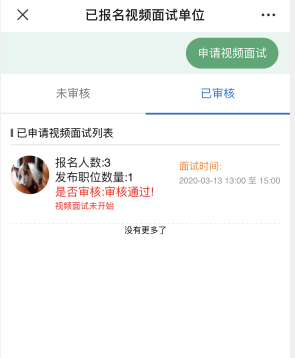 已报名视频面试单位
申请视频面试
未审核
已审核
已申请视频面试列表
报名人数:3
发布职位数量:1
是否审核:审核通过!
视频面试未开始
面试时间:
2020-03-13 13:00 至 15:00
没有更多了